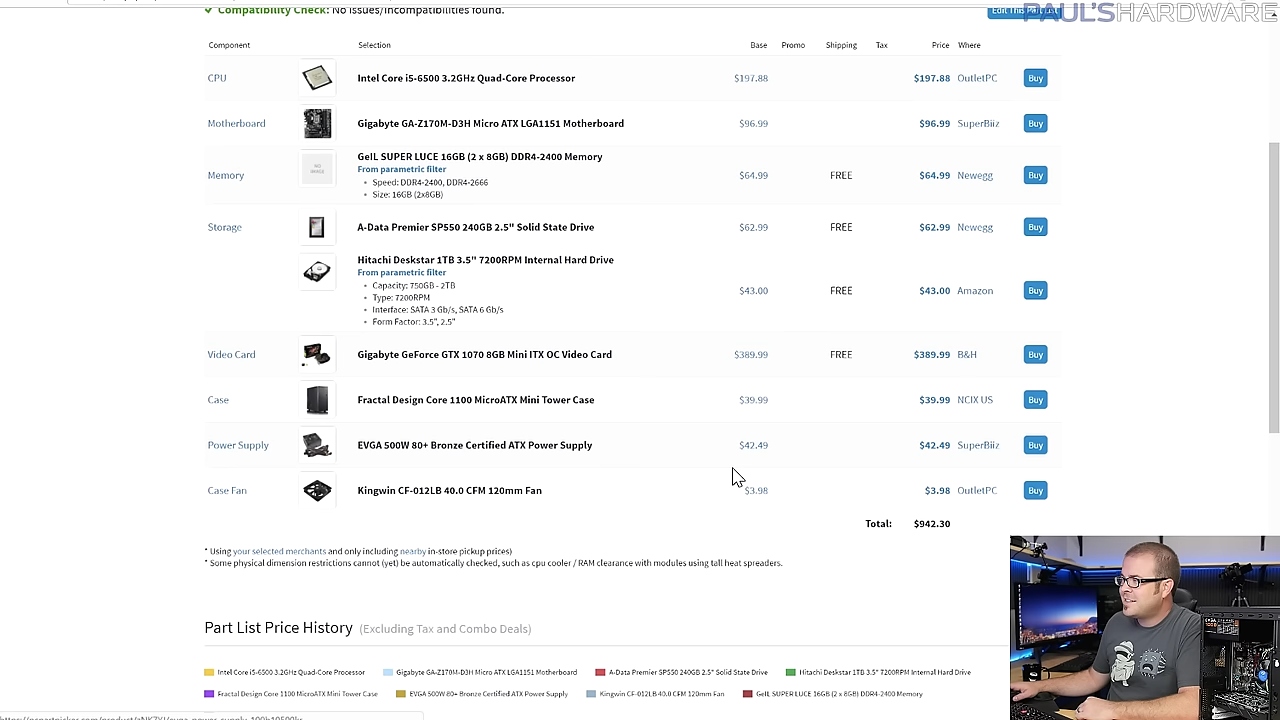 Compatibility Check: No issues/incompatibilities found.
Edit This Part List
PAUL'SHARDWARE
Component Selection Base Promo Shipping Tax Price Where
CPU Intel Core i5-6500 3.2GHz Quad-Core Processor $197.88 $197.88 OutletPC Buy
Motherboard Gigabyte GA-Z170M-D3H Micro ATX LGA1151 Motherboard $96.99 $96.99 SuperBiiz Buy
GeIL SUPER LUCE 16GB (2 x 8GB) DDR4-2400 Memory
From parametric filter
Memory NO IMAGE $64.99 FREE $64.99 Newegg Buy
• Speed: DDR4-2400, DDR4-2666
• Size: 16GB (2x8GB)
Storage A-Data Premier SP550 240GB 2.5" Solid State Drive $62.99 FREE $62.99 Newegg Buy
Hitachi Deskstar 1TB 3.5" 7200RPM Internal Hard Drive
From parametric filter
• Capacity: 750GB - 2TB
$43.00 FREE $43.00 Amazon Buy
• Type: 7200RPM
• Interface: SATA 3 Gb/s, SATA 6 Gb/s
• Form Factor: 3.5", 2.5"
Video Card Gigabyte GeForce GTX 1070 8GB Mini ITX OC Video Card $389.99 FREE $389.99 B&H Buy
Case Fractal Design Core 1100 MicroATX Mini Tower Case $39.99 $39.99 NCIX US Buy
Power Supply EVGA 500W 80+ Bronze Certified ATX Power Supply $42.49 $42.49 SuperBiiz Buy
Case Fan Kingwin CF-012LB 40.0 CFM 120mm Fan $3.98 $3.98 OutletPC Buy
Total: $942.30
* Using your selected merchants and only including nearby in-store pickup prices)
* Some physical dimension restrictions cannot (yet) be automatically checked, such as cpu cooler / RAM clearance with modules using tall heat spreaders.
Part List Price History (Excluding Tax and Combo Deals)
Intel Core i5-6500 3.2GHz Quad-Core Processor Gigabyte GA-Z170M-D3H Micro ATX LGA1151 Motherboard A-Data Premier SP550 240GB 2.5" Solid State Drive Hitachi Deskstar 1TB 3.5" 7200RPM Internal Hard Drive
Fractal Design Core 1100 MicroATX Mini Tower Case EVGA 500W 80+ Bronze Certified ATX Power Supply Kingwin CF-012LB 40.0 CFM 120mm Fan GeIL SUPER LUCE 16GB (2 x 8GB) DDR4-2400 Memory